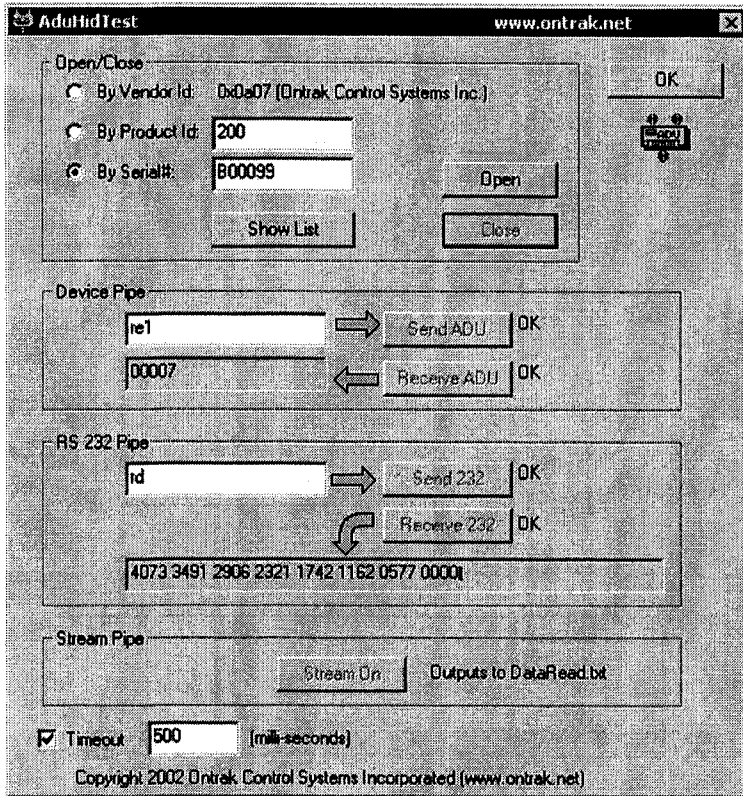 AduHidTest www.ontrak.net
Open/Close
By Vendor Id: 0x0a07 (Ontrak Control Systems Inc.)
OK
By Product Id: 200
ADU
By Serial#: B00099
Open
Show List
Close
Device Pipe
re1
Send ADU
OK
00007
Receive ADU
OK
RS 232 Pipe
rd
Send 232
OK
Receive 232
OK
4073 3491 2906 2321 1742 1162 0577 0000
Stream Pipe
Stream On
Outputs to DataRead.txt
Timeout 500 (milli-seconds)
Copyright 2002 Ontrak Control Systems Incorporated (www.ontrak.net)